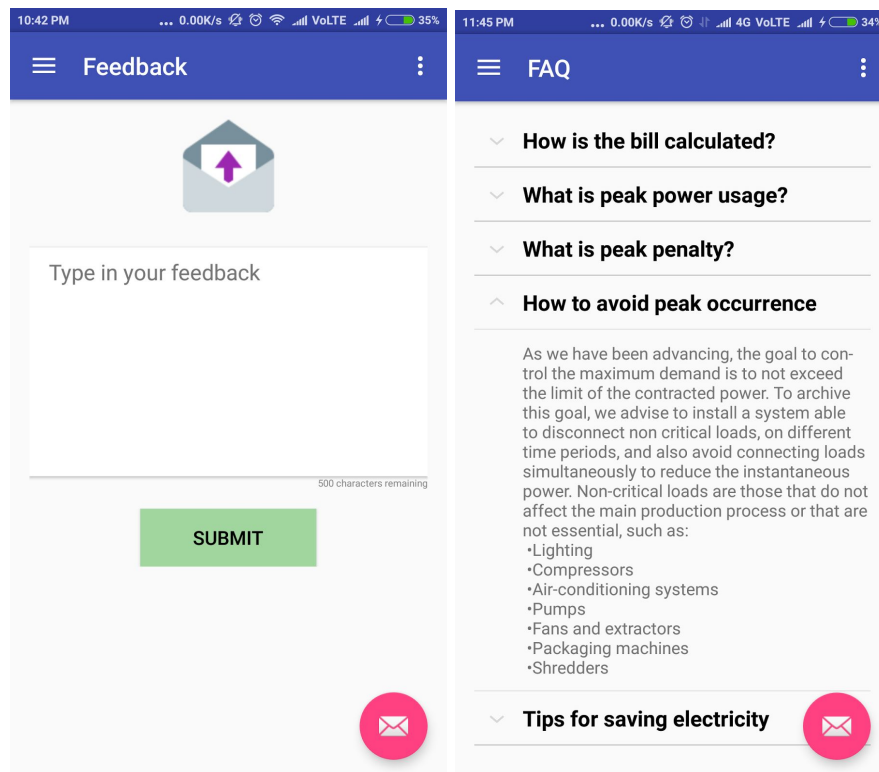 10:42 PM ... 0.00K/s VoLTE 35%
Feedback
Type in your feedback
500 characters remaining
SUBMIT
11:45 PM ... 0.00K/s 4G VoLTE 34%
FAQ
How is the bill calculated?
What is peak power usage?
What is peak penalty?
How to avoid peak occurrence
As we have been advancing, the goal to con-
trol the maximum demand is to not exceed
the limit of the contracted power. To archive
this goal, we advise to install a system able
to disconnect non critical loads, on different
time periods, and also avoid connecting loads
simultaneously to reduce the instantaneous
power. Non-critical loads are those that do not
affect the main production process or that are
not essential, such as:
•Lighting
•Compressors
•Air-conditioning systems
•Pumps
•Fans and extractors
•Packaging machines
•Shredders
Tips for saving electricity